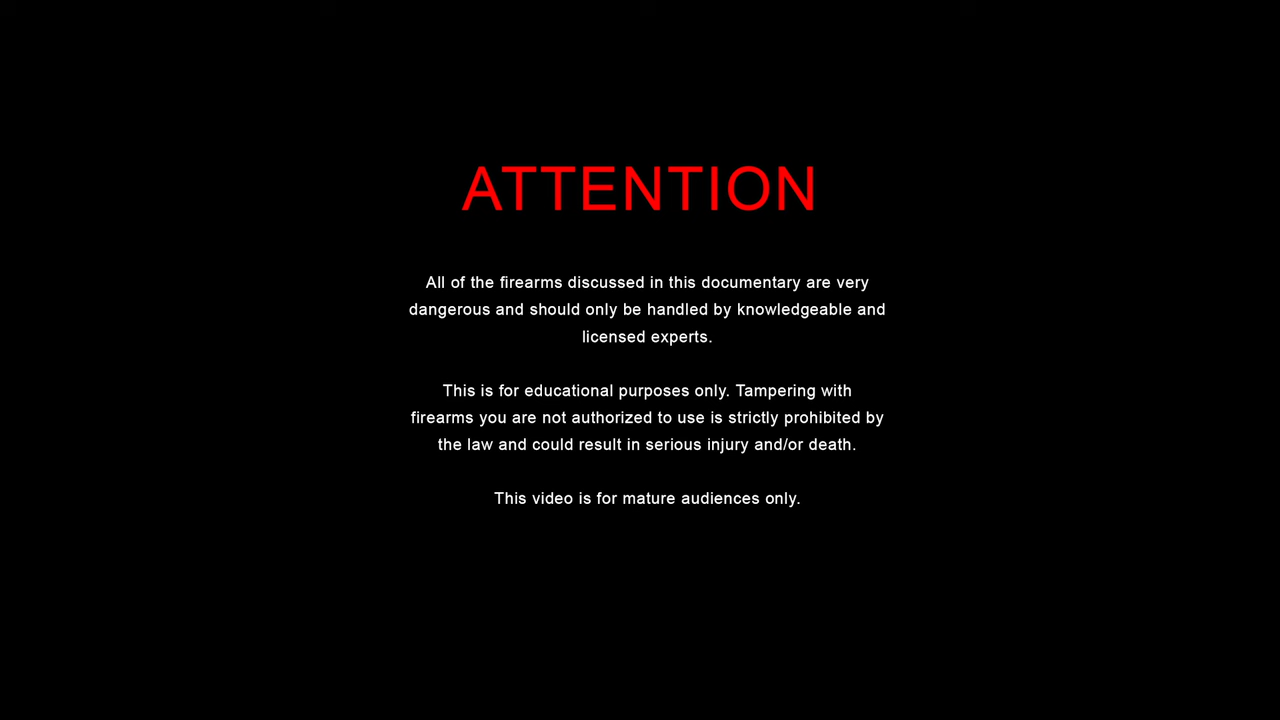 ATTENTION
All of the firearms discussed in this documentary are very
dangerous and should only be handled by knowledgeable and
licensed experts.
This is for educational purposes only. Tampering with
firearms you are not authorized to use is strictly prohibited by
the law and could result in serious injury and/or death.
This video is for mature audiences only.